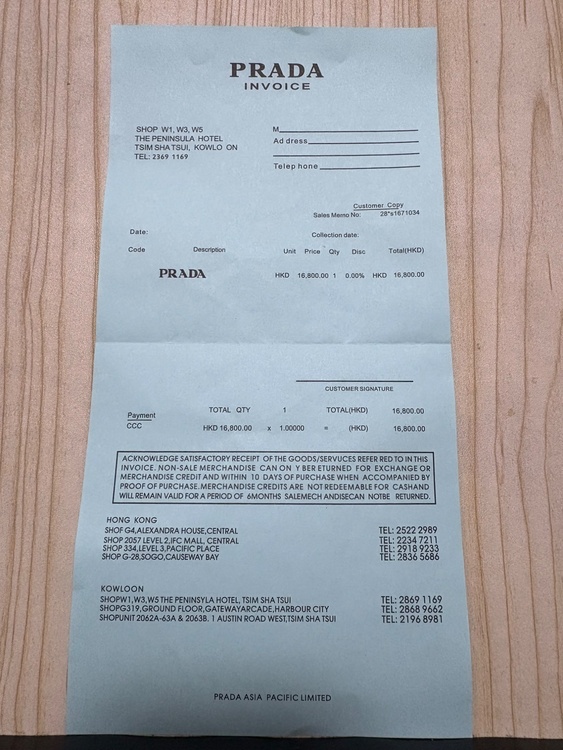 PRADA
INVOICE
SHOP W1, W3, W5
THE PENINSULA HOTEL
TSIM SHA TSUI, KOWLO ON
TEL: 2369 1169
M
Ad dress
Telep hone
Customer Copy
Sales Memo No: 28*s1671034
Date:
Collection date:
Code Description Unit Price Qty Disc Total(HKD)
PRADA HKD 16,800.00 1 0.00% HKD 16,800.00
CUSTOMER SIGNATURE
TOTAL QTY 1 TOTAL(HKD) 16,800.00
Payment
CCC HKD 16,800.00 x 1.00000 = (HKD) 16,800.00
ACKNOWLEDGE SATISFACTORY RECEIPT OF THE GOODS/SERVUCES REFER RED TO IN THIS
INVOICE. NON-SALE MERCHANDISE CAN ON Y BER ETURNED FOR EXCHANGE OR
MERCHANDISE CREDIT AND WITHIN 10 DAYS OF PURCHASE WHEN ACCOMPANIED BY
PROOF OF PURCHASE. MERCHANDISE CREDITS ARE NOT REDEEMABLE FOR CASHAND
WILL REMAIN VALID FOR A PERIOD OF 6MONTHS SALEMECH ANDISECAN NOTBE RETURNED.
HONG KONG
SHOF G4,ALEXANDRA HOUSE,CENTRAL TEL: 2522 2989
SHOP 2057 LEVEL 2,IFC MALL, CENTRAL TEL: 2234 7211
SHOP 334,LEVEL 3,PACIFIC PLACE TEL: 2918 9233
SHOP G-28,SOGO,CAUSEWAY BAY TEL: 2836 5686
KOWLOON
SHOPW1,W3,W5 THE PENINSYLA HOTEL, TSIM SHA TSUI TEL: 2869 1169
SHOPG319,GROUND FLOOR,GATEWAYARCADE,HARBOUR CITY TEL: 2868 9662
SHOPUNIT 2062A-63A & 2063B. 1 AUSTIN ROAD WEST,TSIM SHA TSUI TEL: 2196 8981
PRADA ASIA PACIFIC LIMITED